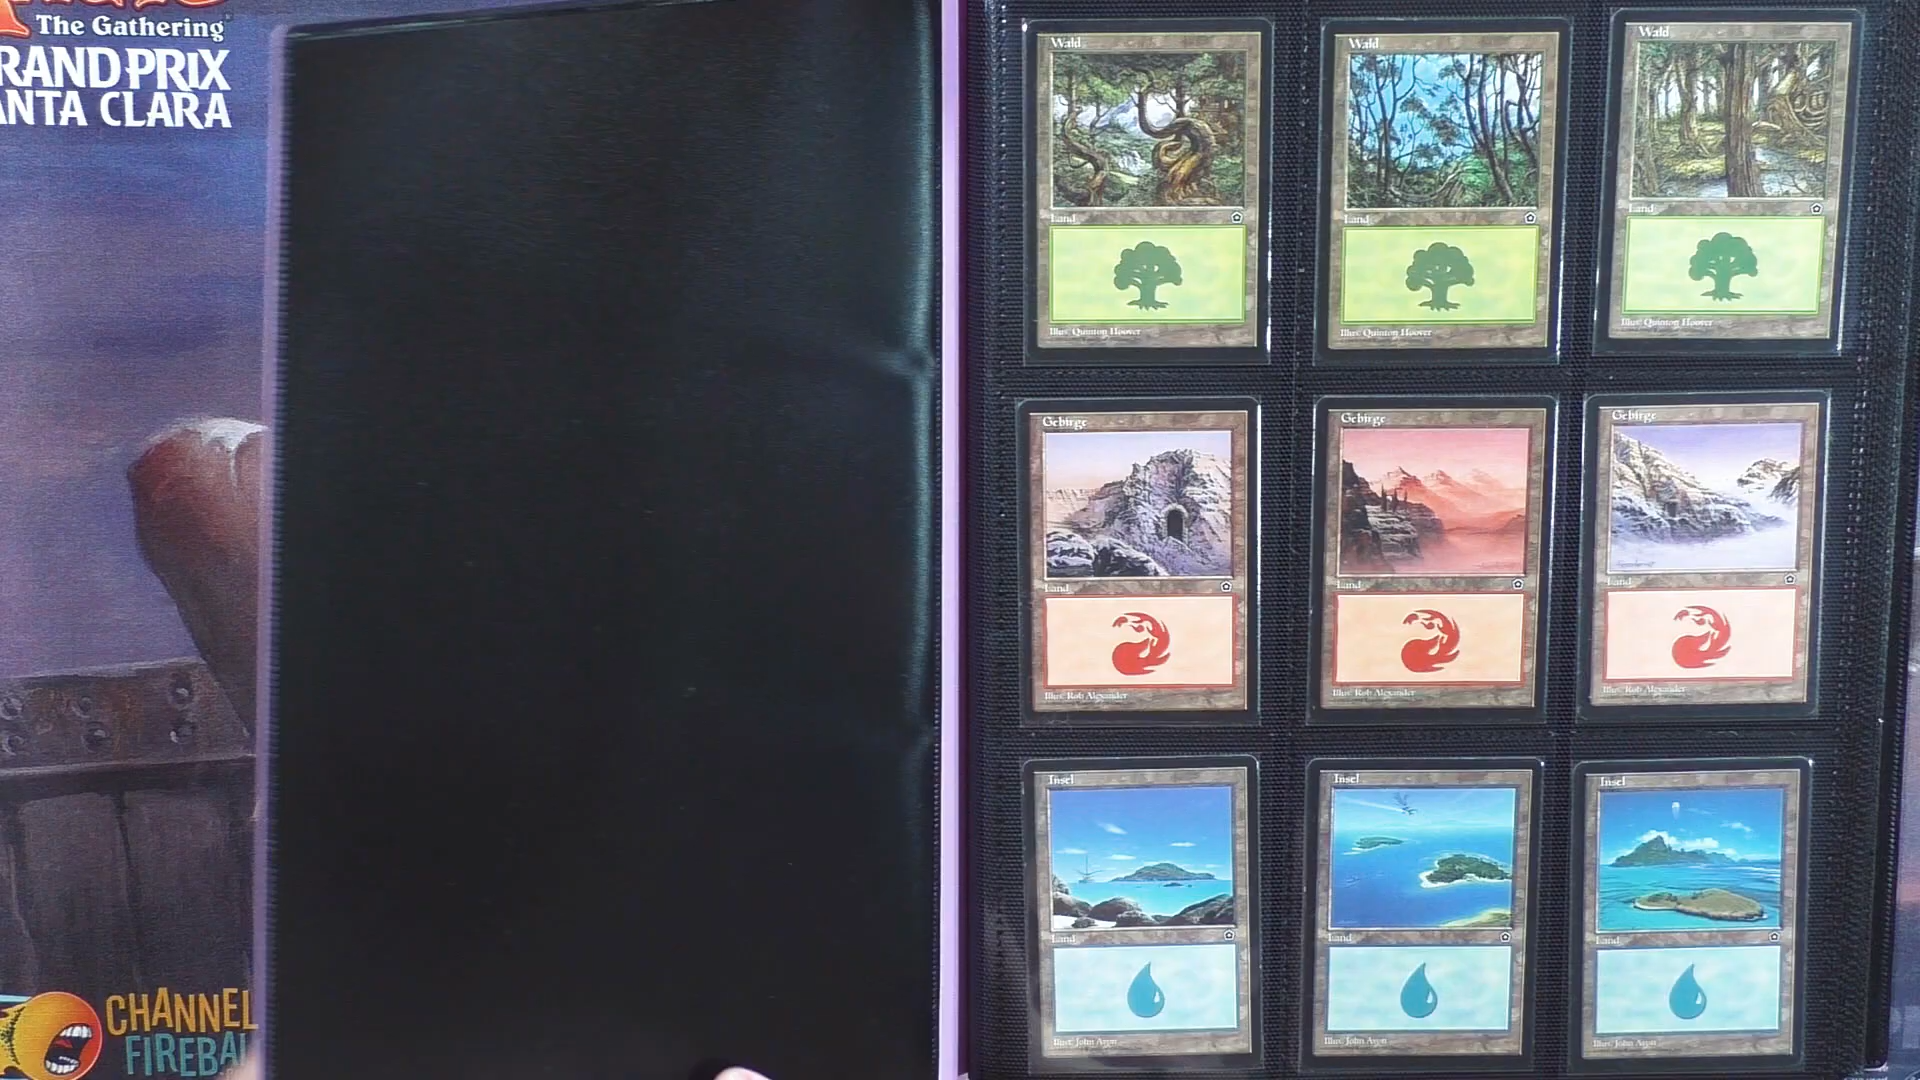 The Gathering
RAND PRIX
ANTA CLARA
CHANNEL
FIREBAL
Wald
Land
Illus. Quinton Hoover
Wald
Land
Illus. Quinton Hoover
Wald
Land
Illus. Quinton Hoover
Gebirge
Land
Illus. Rob Alexander
Gebirge
Land
Illus. Rob Alexander
Gebirge
Land
Illus. Rob Alexander
Insel
Land
Illus. John Avon
Insel
Land
Illus. John Avon
Insel
Land
Illus. John Avon